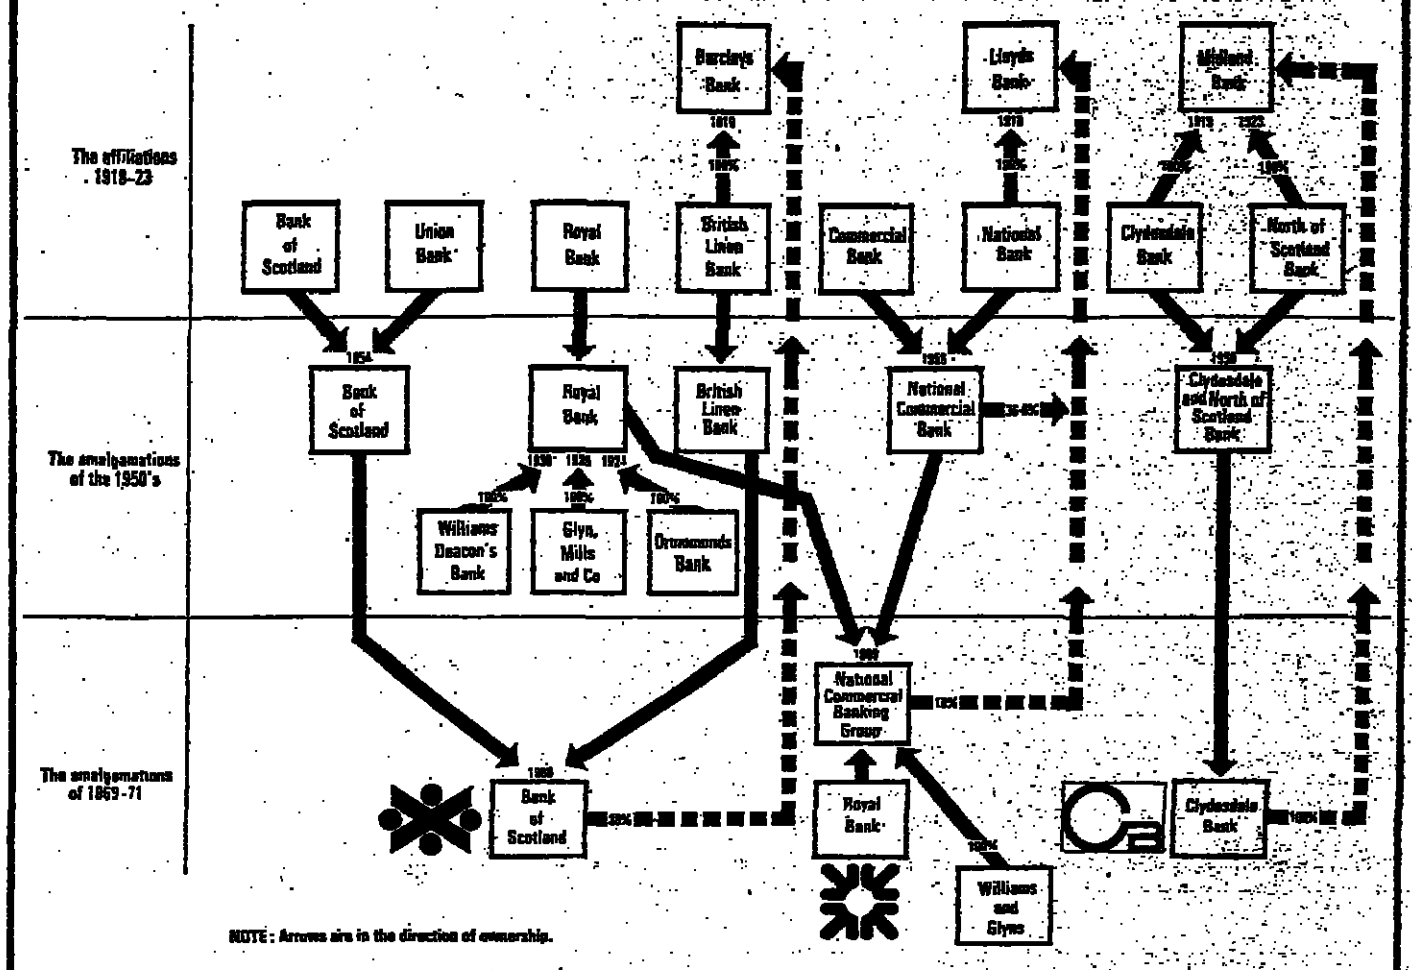 Barclays
Bank
Lloyds
Bank
Midland
Bank
1919
1918
The affiliations
1918-23
100%
100%
100%
Bank
of
Scotland
Union
Bank
Royal
Bank
British
Linen
Bank
Commercial
Bank
National
Bank
Clydesdale
Bank
North of
Scotland
Bank
1954
Bank
of
Scotland
Royal
Bank
British
Linen
Bank
National
Commercial
Bank
Clydesdale
and North of
Scotland
Bank
The amalgamations
of the 1950's
1930
1924
100%
100%
100%
Williams
Deacon's
Bank
Glyn,
Mills
and Co
Drummonds
Bank
1969
National
Commercial
Banking
Group
The amalgamations
of 1969-71
Bank
of
Scotland
Royal
Bank
Clydesdale
Bank
100%
100%
Williams
and
Glyns
NOTE: Arrows are in the direction of ownership.